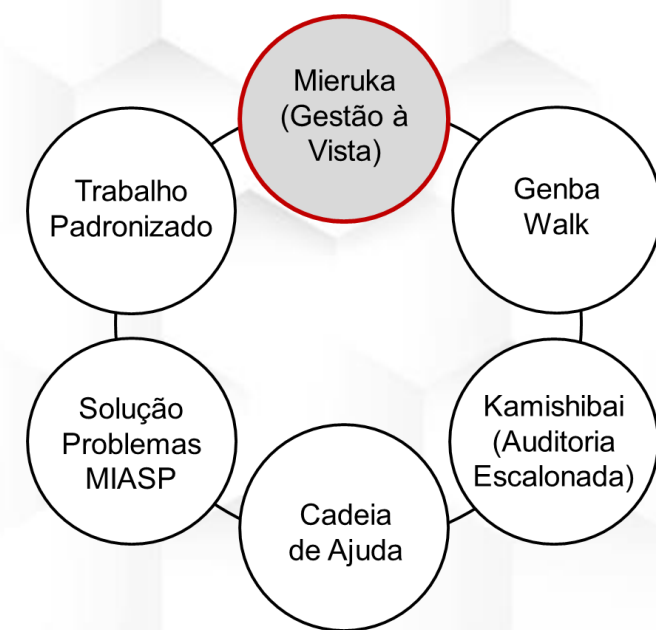 Mieruka
(Gestão à
Vista)
Genba
Walk
Kamishibai
(Auditoria
Escalonada)
Cadeia
de Ajuda
Solução
Problemas
MIASP
Trabalho
Padronizado